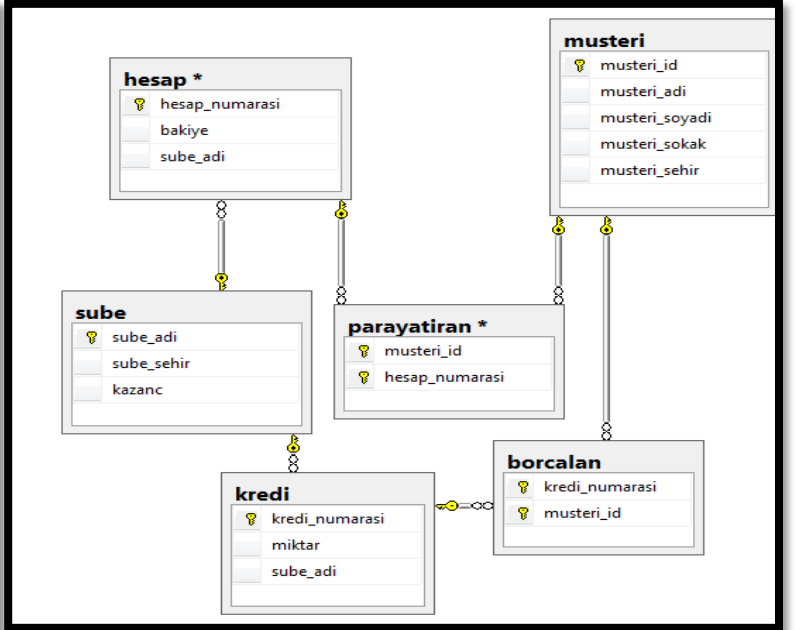 hesap *
hesap_numarasi
bakiye
sube_adi
musteri
musteri_id
musteri_adi
musteri_soyadi
musteri_sokak
musteri_sehir
sube
sube_adi
sube_sehir
kazanc
parayatiran *
musteri_id
hesap_numarasi
kredi
kredi_numarasi
miktar
sube_adi
borcalan
kredi_numarasi
musteri_id